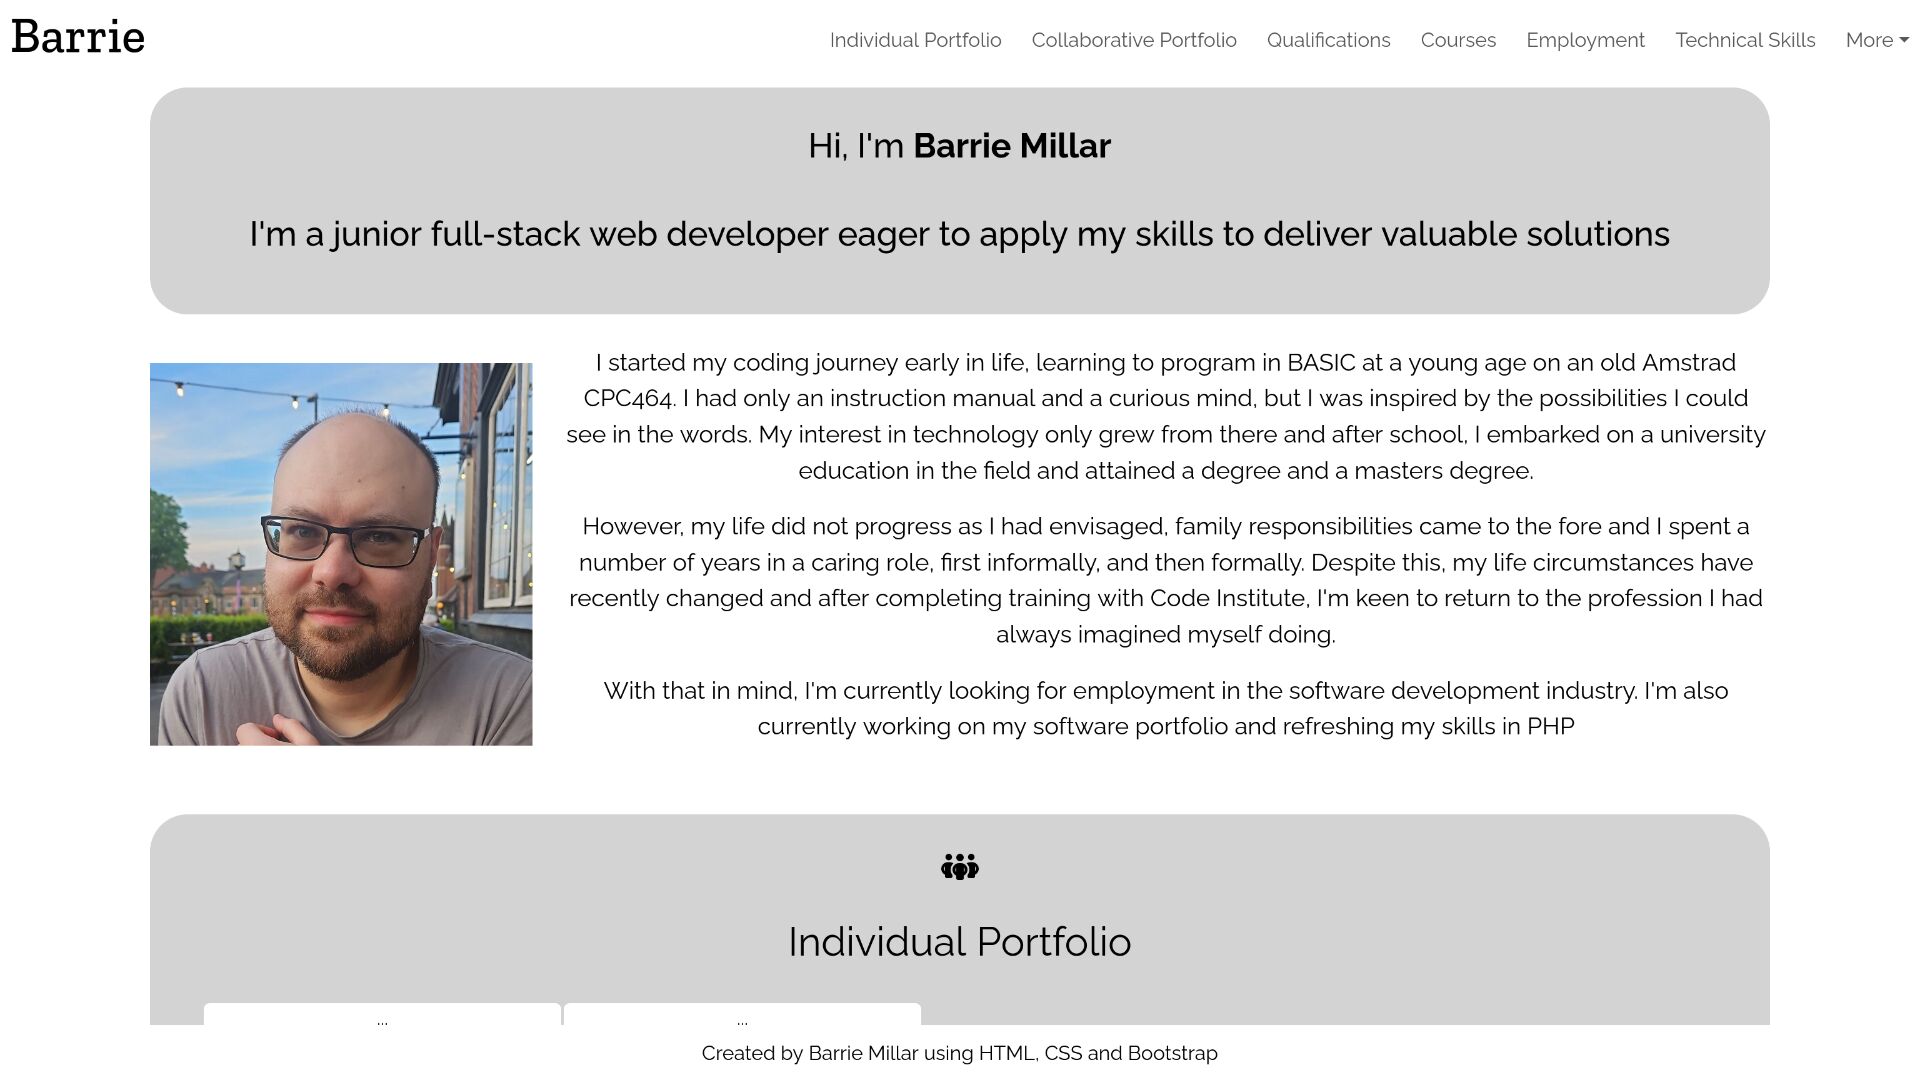 Barrie
Individual Portfolio
Collaborative Portfolio
Qualifications
Courses
Employment
Technical Skills
More
Hi, I'm Barrie Millar
I'm a junior full-stack web developer eager to apply my skills to deliver valuable solutions
I started my coding journey early in life, learning to program in BASIC at a young age on an old Amstrad
CPC464. I had only an instruction manual and a curious mind, but I was inspired by the possibilities I could
see in the words. My interest in technology only grew from there and after school, I embarked on a university
education in the field and attained a degree and a masters degree.
However, my life did not progress as I had envisaged, family responsibilities came to the fore and I spent a
number of years in a caring role, first informally, and then formally. Despite this, my life circumstances have
recently changed and after completing training with Code Institute, I'm keen to return to the profession I had
always imagined myself doing.
With that in mind, I'm currently looking for employment in the software development industry. I'm also
currently working on my software portfolio and refreshing my skills in PHP
Individual Portfolio
...
...
Created by Barrie Millar using HTML, CSS and Bootstrap